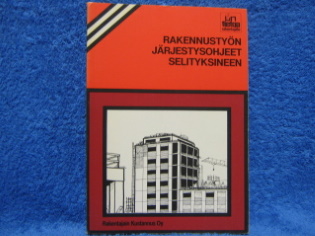 RAKENNUSTYÖN
JÄRJESTYSOHJEET
SELITYKSINEEN
Rakentajain Kustannus Oy